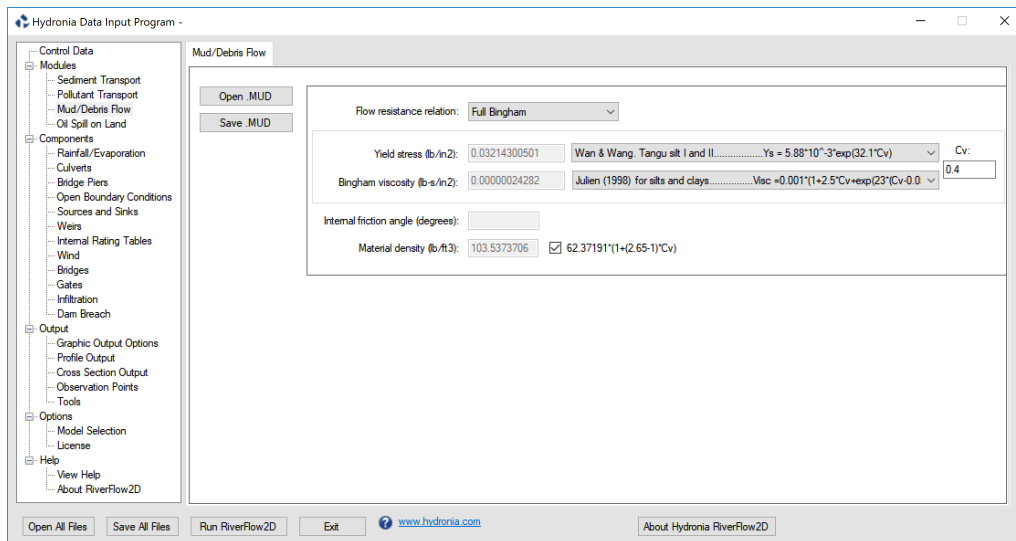 Hydronia Data Input Program -
Control Data
Modules
Sediment Transport
Pollutant Transport
Mud/Debris Flow
Oil Spill on Land
Components
Rainfall/Evaporation
Culverts
Bridge Piers
Open Boundary Conditions
Sources and Sinks
Weirs
Internal Rating Tables
Wind
Bridges
Gates
Infiltration
Dam Breach
Output
Graphic Output Options
Profile Output
Cross Section Output
Observation Points
Tools
Options
Model Selection
License
Help
View Help
About RiverFlow2D
Mud/Debris Flow
Open .MUD
Save .MUD
Flow resistance relation: Full Bingham
Yield stress (lb/in2): 0.03214300501 Wan & Wang. Tangu silt I and II..................Ys = 5.88*10^-3*exp(32.1*Cv) Cv:
0.4
Bingham viscosity (lb-s/in2): 0.00000024282 Julien (1998) for silts and clays................Visc =0.001*(1+2.5*Cv+exp(23*(Cv-0.0
Internal friction angle (degrees):
Material density (lb/ft3): 103.5373706 62.37191*(1+(2.65-1)*Cv)
Open All Files Save All Files Run RiverFlow2D Exit ? www.hydronia.com About Hydronia RiverFlow2D